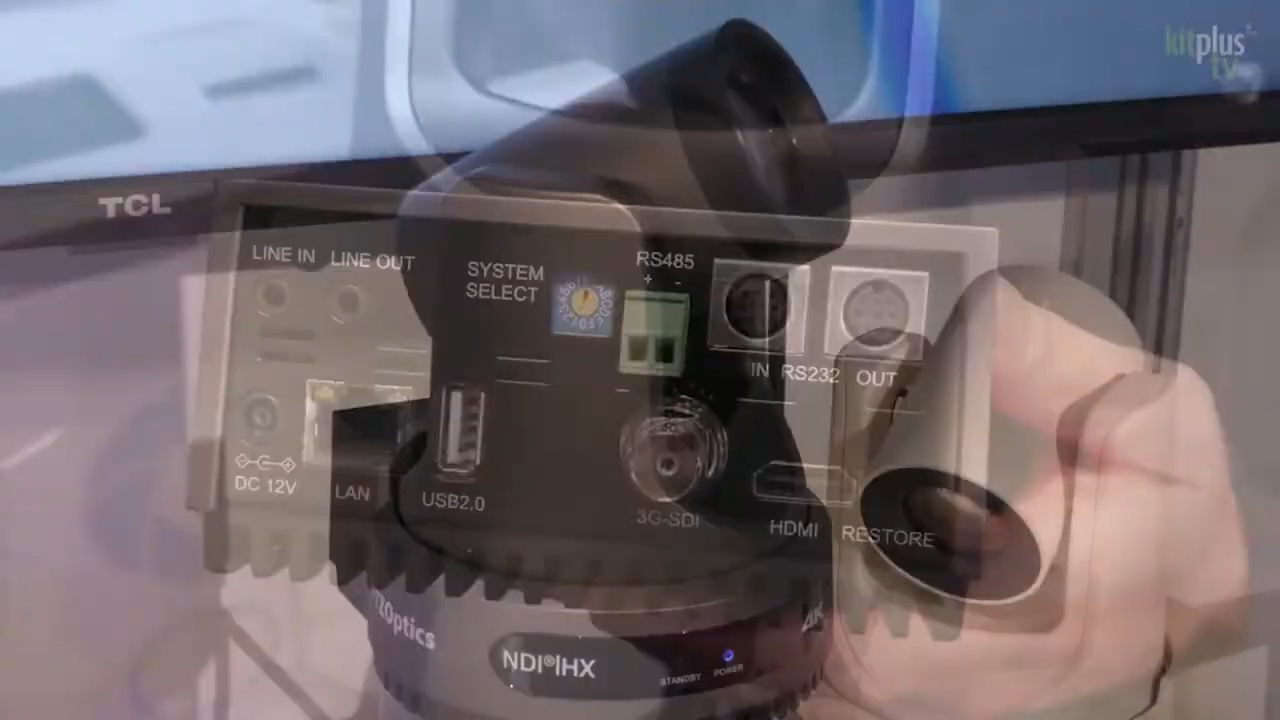 kitplus
tv
TCL
LINE IN
LINE OUT
SYSTEM
SELECT
RS485
+ -
IN RS232 OUT
DC 12V
LAN
USB2.0
3G-SDI
HDMI
RESTORE
PTZOptics
4K
NDI®|HX
STANDBY
POWER